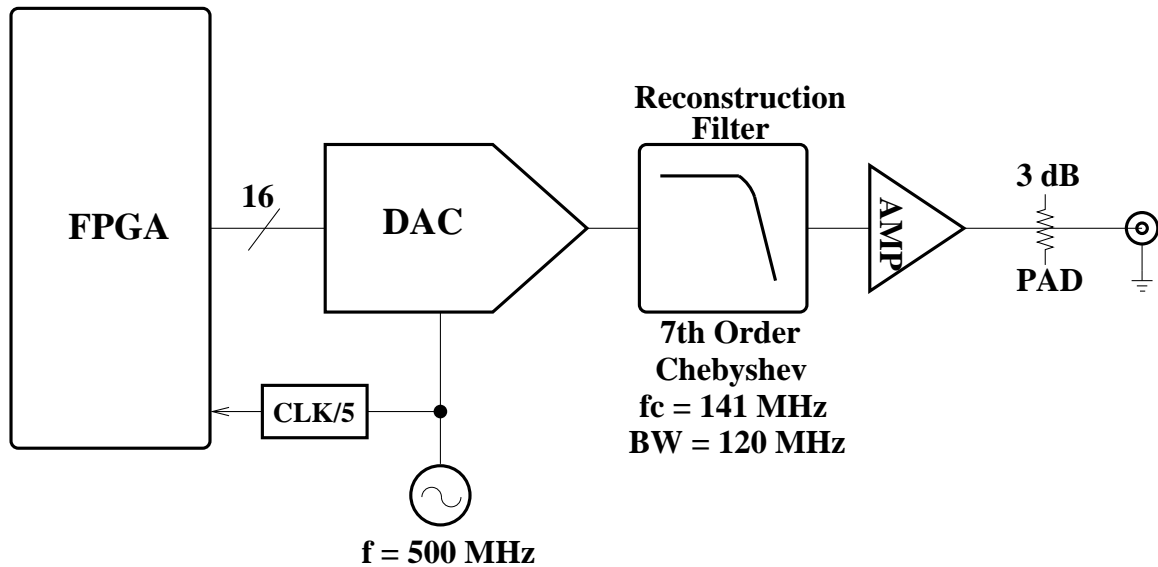 Reconstruction
Filter
16
3 dB
FPGA
DAC
AMP
PAD
7th Order
Chebyshev
fc = 141 MHz
BW = 120 MHz
CLK/5
f = 500 MHz